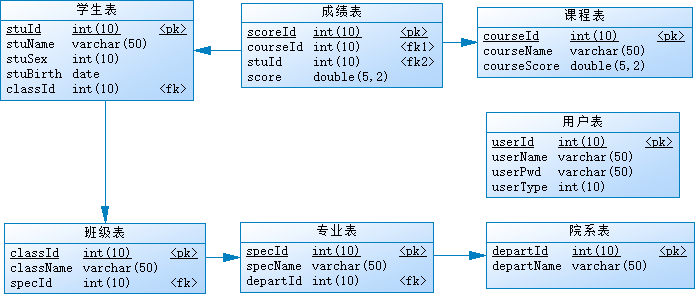 学生表
stuId int(10) <pk>
stuName varchar(50)
stuSex int(10)
stuBirth date
classId int(10) <fk>
成绩表
scoreId int(10) <pk>
courseId int(10) <fk1>
stuId int(10) <fk2>
score double(5,2)
课程表
courseId int(10) <pk>
courseName varchar(50)
courseScore double(5,2)
用户表
userId int(10) <pk>
userName varchar(50)
userPwd varchar(50)
userType int(10)
班级表
classId int(10) <pk>
className varchar(50)
specId int(10) <fk>
专业表
specId int(10) <pk>
specName varchar(50)
departId int(10) <fk>
院系表
departId int(10) <pk>
departName varchar(50)